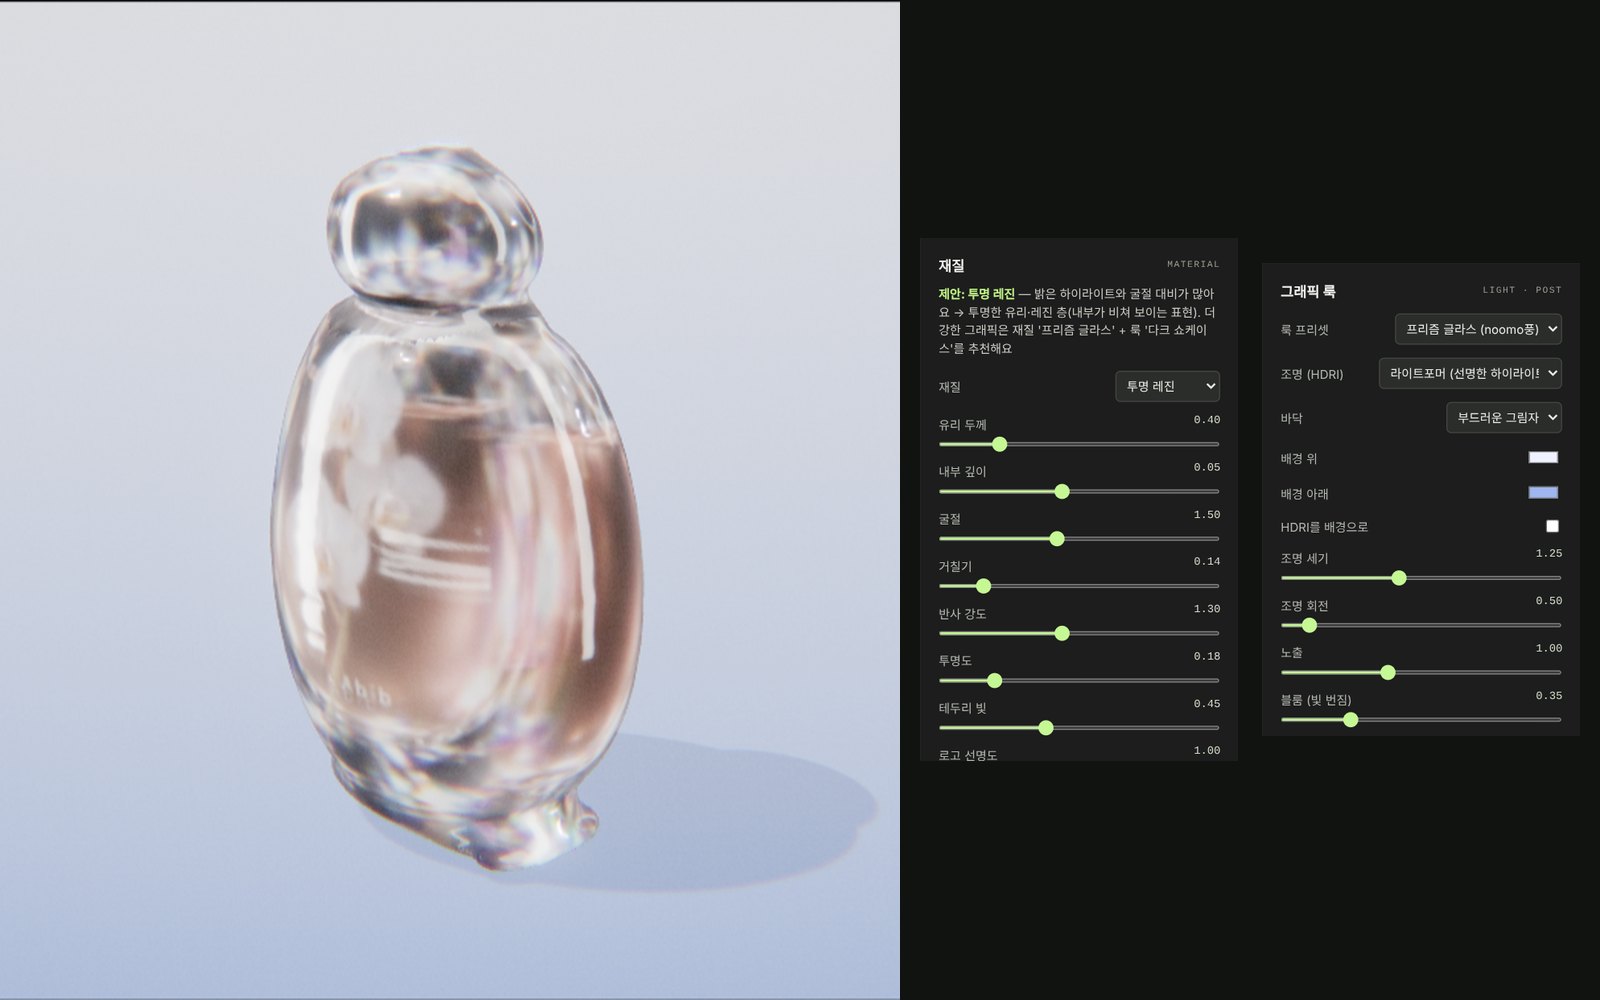 재질
MATERIAL
제안: 투명 레진 — 밝은 하이라이트와 굴절 대비가 많아
요 → 투명한 유리·레진 층(내부가 비쳐 보이는 표현). 더
강한 그래픽은 재질 '프리즘 글라스' + 룩 '다크 쇼케이
스'를 추천해요
재질
투명 레진
유리 두께
0.40
내부 깊이
0.05
굴절
1.50
거칠기
0.14
반사 강도
1.30
투명도
0.18
테두리 빛
0.45
로고 선명도
1.00
그래픽 룩
LIGHT · POST
룩 프리셋
프리즘 글라스 (noomo풍)
조명 (HDRI)
라이트포머 (선명한 하이라이트
바닥
부드러운 그림자
배경 위
배경 아래
HDRI를 배경으로
조명 세기
1.25
조명 회전
0.50
노출
1.00
블룸 (빛 번짐)
0.35